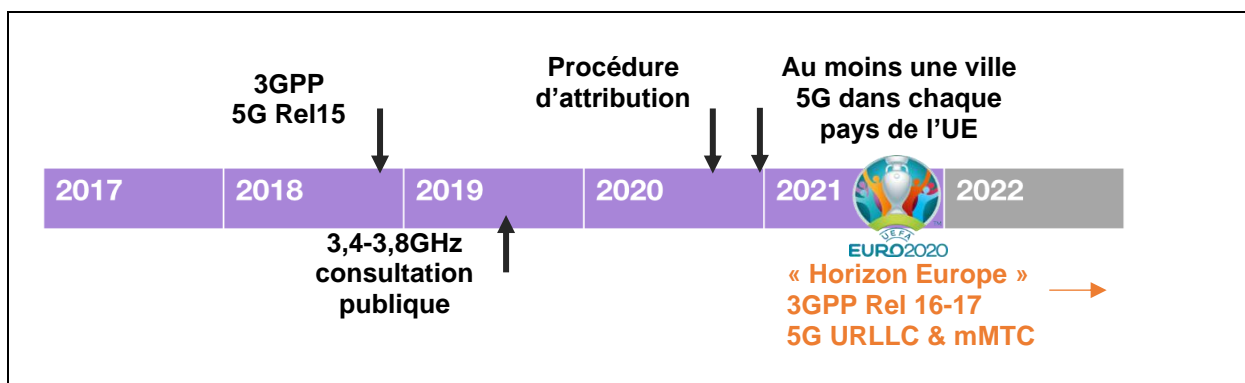 3GPP
5G Rel15
Procédure
d’attribution
Au moins une ville
5G dans chaque
pays de l’UE
2017
2018
2019
2020
2021
2022
3,4-3,8GHz
consultation
publique
UEFA
EURO2020
« Horizon Europe »
3GPP Rel 16-17
5G URLLC & mMTC